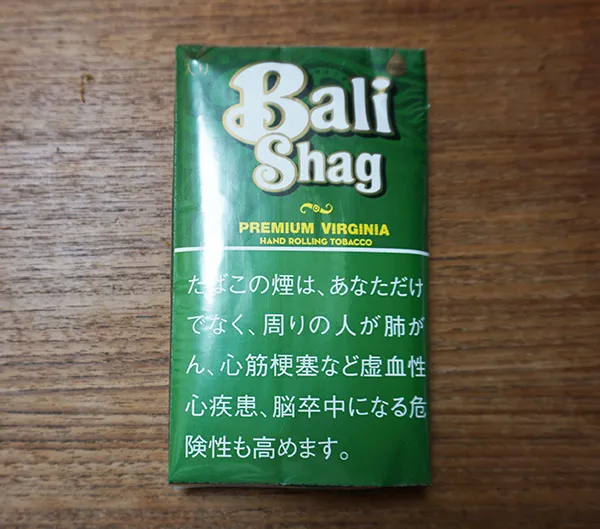 Bali
Shag
PREMIUM VIRGINIA
HAND ROLLING TOBACCO
たばこの煙は、あなただけ
でなく、周りの人が肺が
ん、心筋梗塞など虚血性
心疾患、脳卒中になる危
険性も高めます。